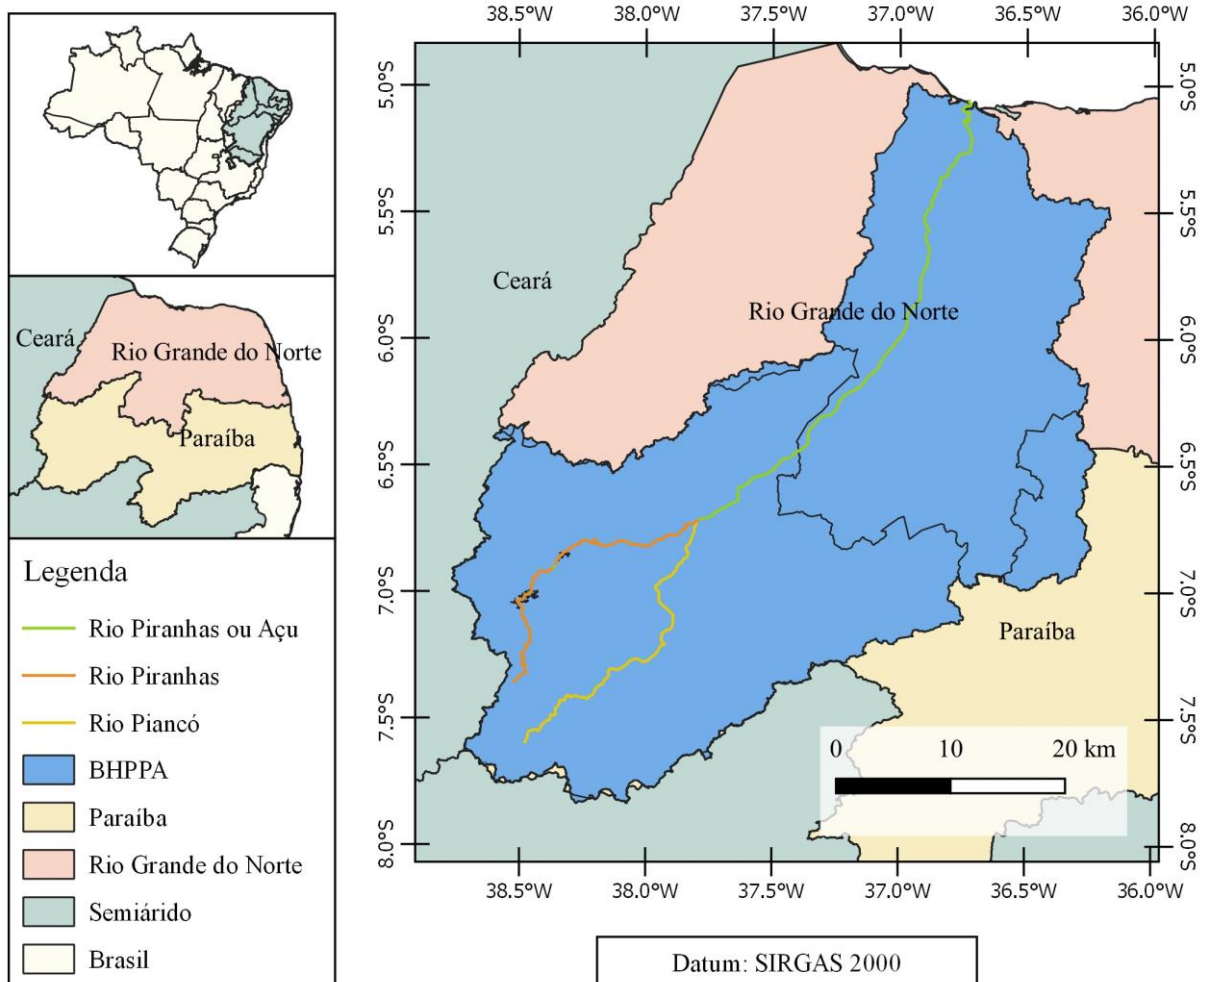 38.5°W 38.0°W 37.5°W 37.0°W 36.5°W 36.0°W
5.0°S 5.0°S
5.5°S 5.5°S
Ceará
Rio Grande do Norte
6.0°S 6.0°S
Ceará
Rio Grande do Norte
Paraíba
6.5°S 6.5°S
Legenda
Rio Piranhas ou Açu
Rio Piranhas
Rio Piancó
BHPPA
Paraíba
Rio Grande do Norte
Semiárido
Brasil
7.0°S 7.0°S
Paraíba
7.5°S 7.5°S
0 10 20 km
8.0°S 8.0°S
38.5°W 38.0°W 37.5°W 37.0°W 36.5°W 36.0°W
Datum: SIRGAS 2000